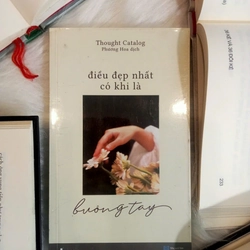 Thought Catalog
Phương Hoa dịch
điều đẹp nhất
có khi là
buông tay